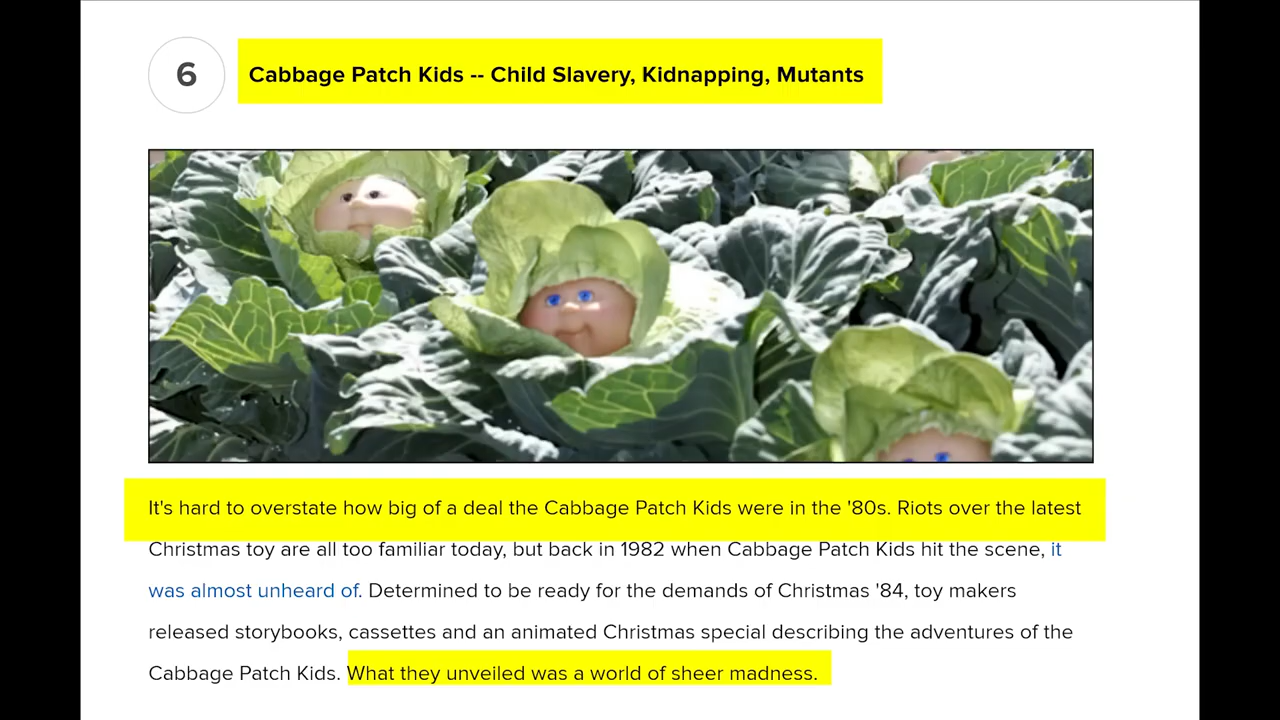 6
Cabbage Patch Kids -- Child Slavery, Kidnapping, Mutants
It's hard to overstate how big of a deal the Cabbage Patch Kids were in the '80s. Riots over the latest
Christmas toy are all too familiar today, but back in 1982 when Cabbage Patch Kids hit the scene, it
was almost unheard of. Determined to be ready for the demands of Christmas '84, toy makers
released storybooks, cassettes and an animated Christmas special describing the adventures of the
Cabbage Patch Kids. What they unveiled was a world of sheer madness.